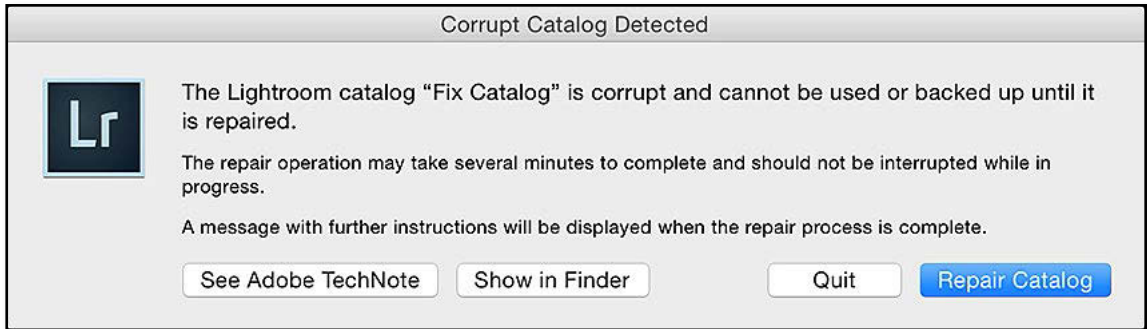 Corrupt Catalog Detected
Lr
The Lightroom catalog “Fix Catalog” is corrupt and cannot be used or backed up until it
is repaired.
The repair operation may take several minutes to complete and should not be interrupted while in
progress.
A message with further instructions will be displayed when the repair process is complete.
See Adobe TechNote Show in Finder Quit Repair Catalog